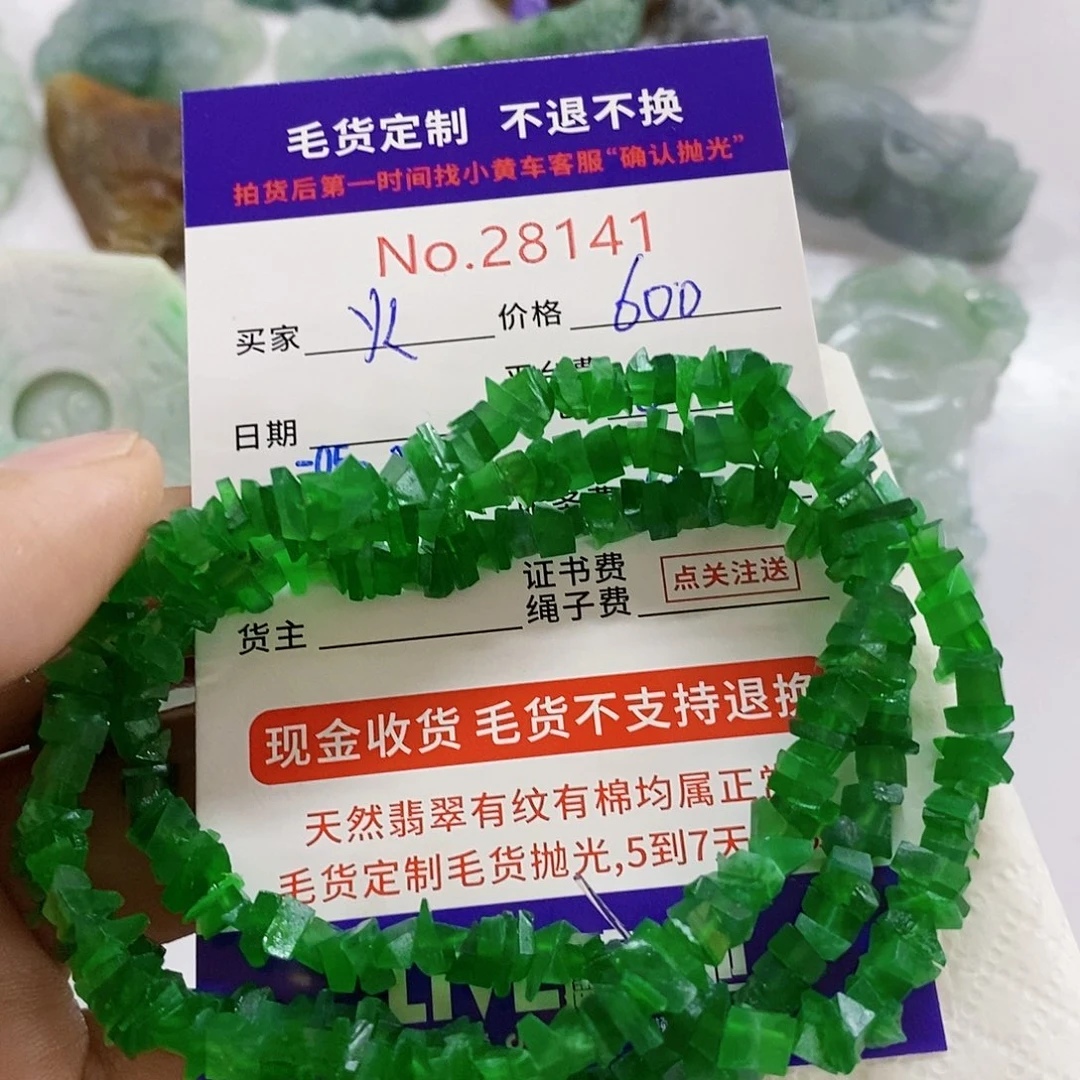 毛货定制 不退不换
拍货后第一时间找小黄车客服“确认抛光”
No.28141
买家 火 价格 600
日期
证书费 点关注送
绳子费
货主
现金收货 毛货不支持退换
天然翡翠有纹有棉均属正常
毛货定制毛货抛光,5到7天
LIVE